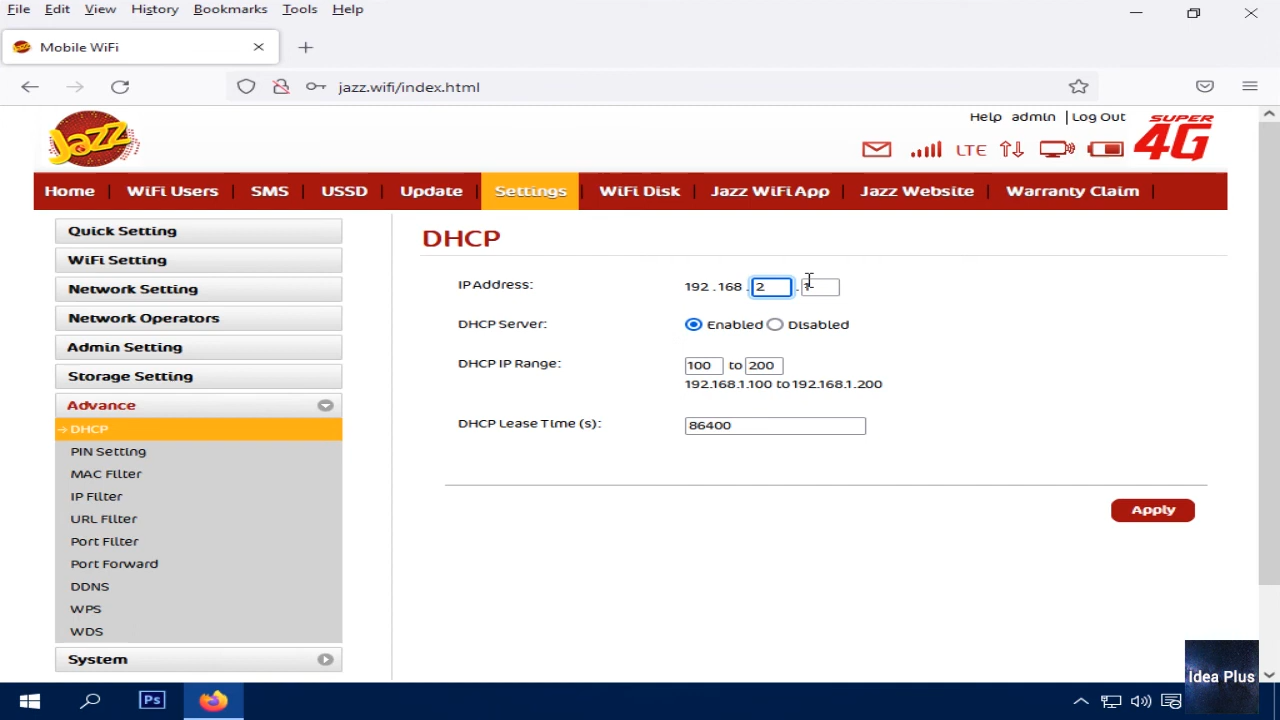 File Edit View History Bookmarks Tools Help
Mobile WiFi
jazz.wifi/index.html
Jazz
Help admin | Log Out
SUPER
4G
LTE
Home WiFi Users SMS USSD Update Settings WiFi Disk Jazz WiFi App Jazz Website Warranty Claim
Quick Setting
WiFi Setting
Network Setting
Network Operators
Admin Setting
Storage Setting
Advance
DHCP
PIN Setting
MAC Filter
IP Filter
URL Filter
Port Filter
Port Forward
DDNS
WPS
WDS
System
DHCP
IP Address: 192 . 168 . 2 . 1
DHCP Server: Enabled Disabled
DHCP IP Range: 100 to 200
192.168.1.100 to 192.168.1.200
DHCP Lease Time (s): 86400
Apply
Idea Plus
Ps